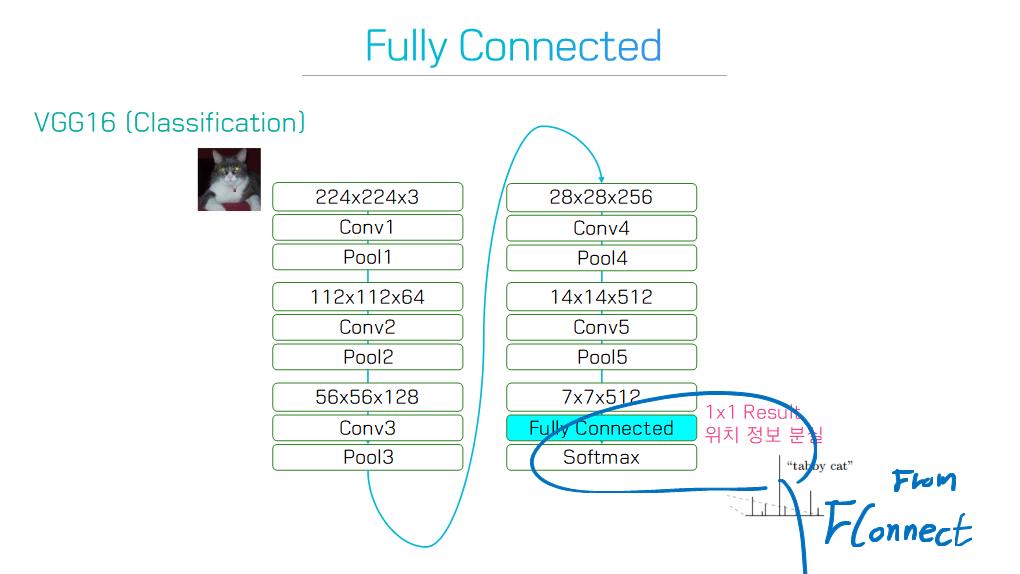 Fully Connected
VGG16 (Classification)
224x224x3
Conv1
Pool1
112x112x64
Conv2
Pool2
56x56x128
Conv3
Pool3
28x28x256
Conv4
Pool4
14x14x512
Conv5
Pool5
7x7x512
Fully Connected
Softmax
1x1 Result
위치 정보 분실
“tabby cat”
From
FConnect